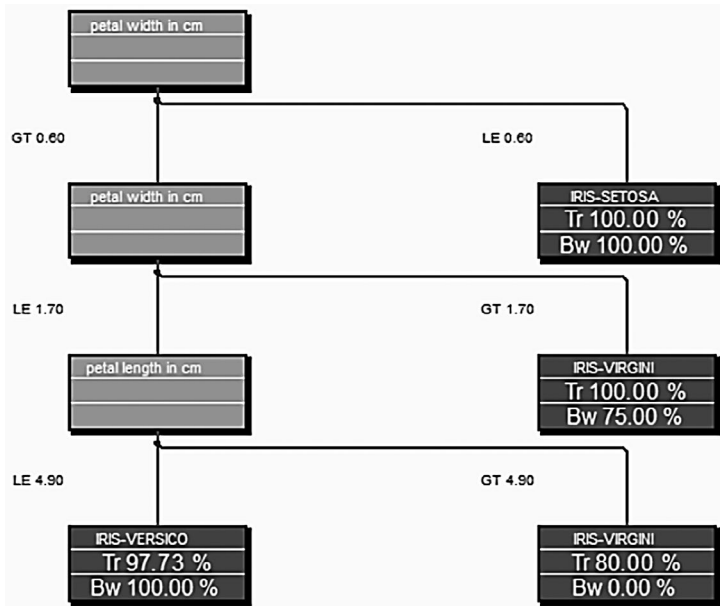 petal width in cm
GT 0.60
LE 0.60
petal width in cm
IRIS-SETOSA
Tr 100.00 %
Bw 100.00 %
LE 1.70
GT 1.70
petal length in cm
IRIS-VIRGINI
Tr 100.00 %
Bw 75.00 %
LE 4.90
GT 4.90
IRIS-VERSICO
Tr 97.73 %
Bw 100.00 %
IRIS-VIRGINI
Tr 80.00 %
Bw 0.00 %